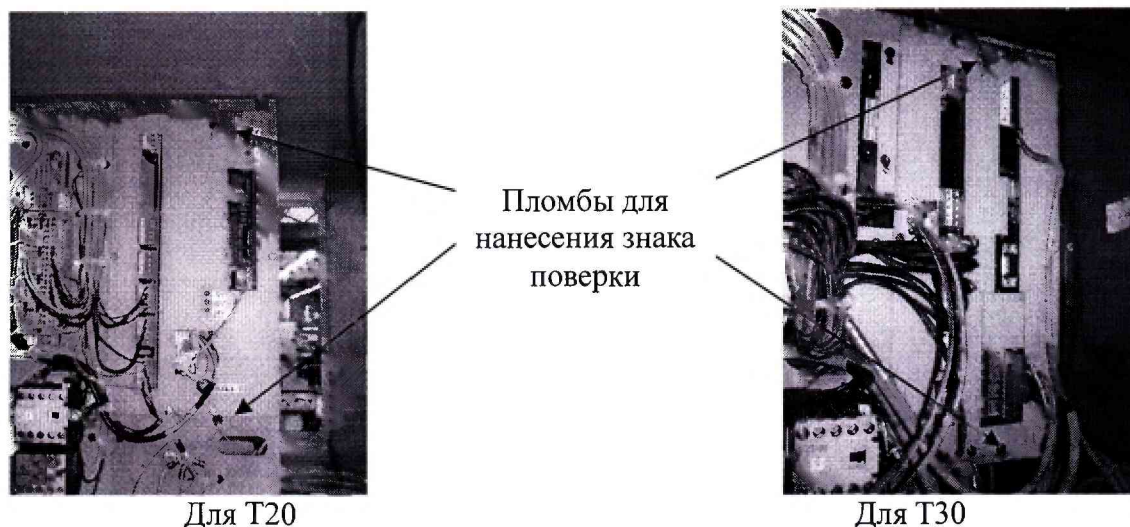 Пломбы для
нанесения знака
поверки
Для Т20
Для Т30